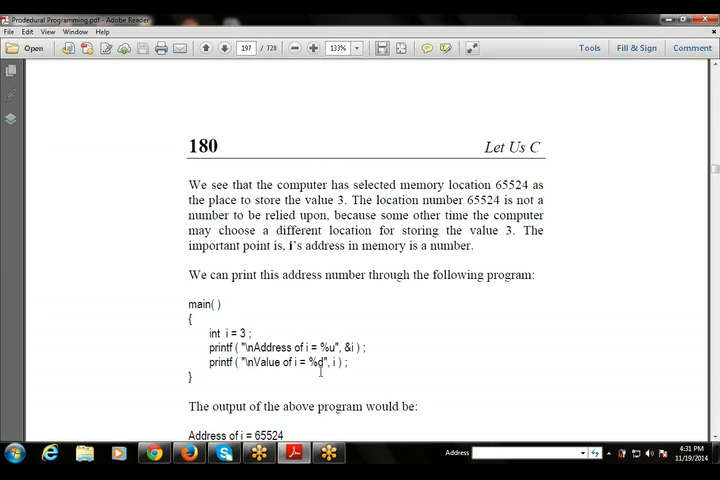 Prodedural Programming.pdf - Adobe Reader
File Edit View Window Help
Open 197 / 728 133% Tools Fill & Sign Comment
180 Let Us C
We see that the computer has selected memory location 65524 as
the place to store the value 3. The location number 65524 is not a
number to be relied upon, because some other time the computer
may choose a different location for storing the value 3. The
important point is, i's address in memory is a number.
We can print this address number through the following program:
main( )
{
int i = 3 ;
printf ( "\nAddress of i = %u", &i ) ;
printf ( "\nValue of i = %d", i ) ;
}
The output of the above program would be:
Address of i = 65524
Address
4:31 PM
11/19/2014